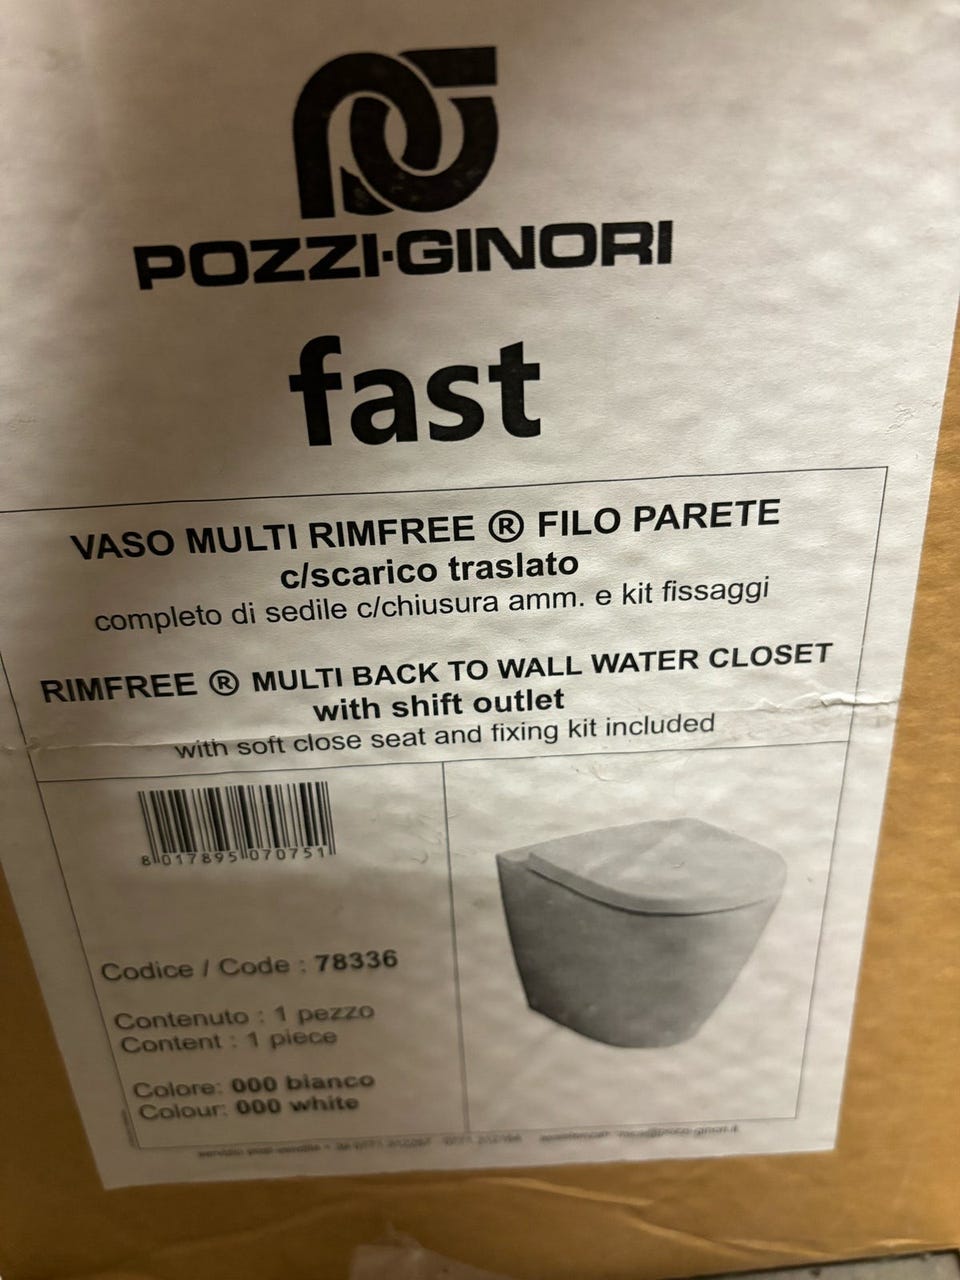 POZZI-GINORI
fast
VASO MULTI RIMFREE ® FILO PARETE
c/scarico traslato
completo di sedile c/chiusura amm. e kit fissaggi
RIMFREE ® MULTI BACK TO WALL WATER CLOSET
with shift outlet
with soft close seat and fixing kit included
8 017895 070751
Codice / Code : 78336
Contenuto : 1 pezzo
Content : 1 piece
Colore: 000 bianco
Colour: 000 white